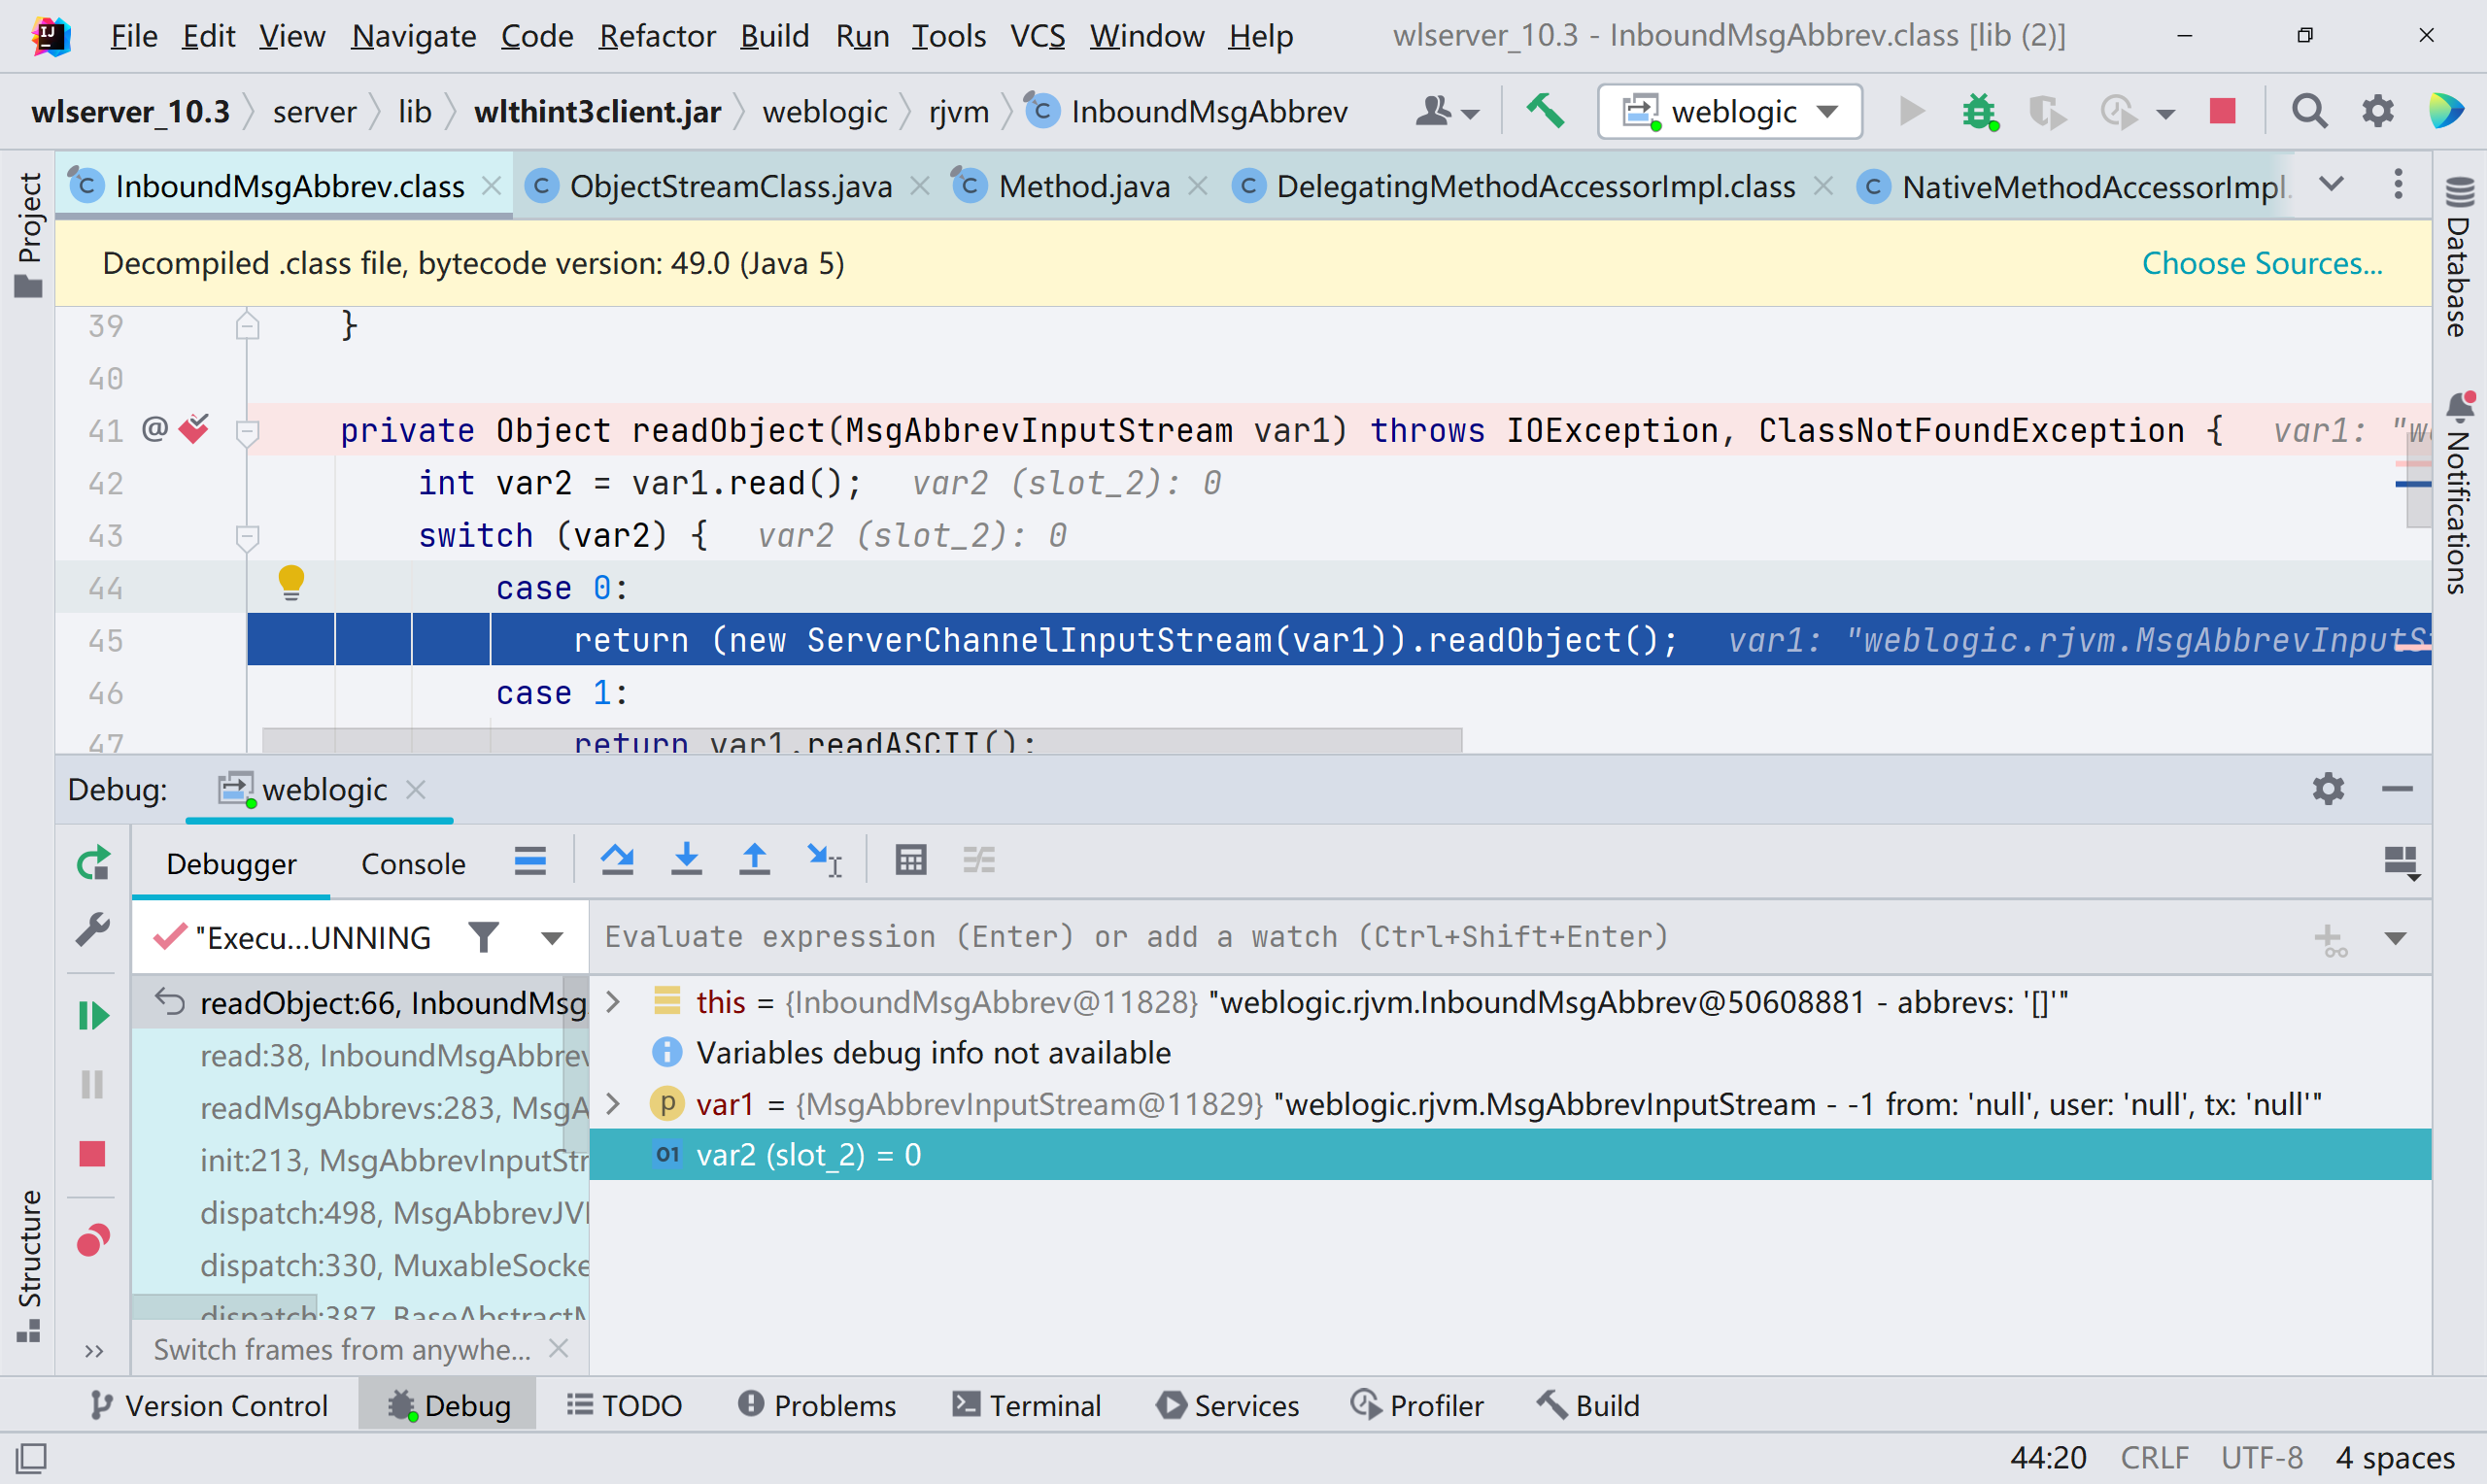 File Edit View Navigate Code Refactor Build Run Tools VCS Window Help wlserver_10.3 - InboundMsgAbbrev.class [lib (2)]
wlserver_10.3 server lib wlthint3client.jar weblogic rjvm InboundMsgAbbrev weblogic
InboundMsgAbbrev.class ObjectStreamClass.java Method.java DelegatingMethodAccessorImpl.class NativeMethodAccessorImpl.
Decompiled .class file, bytecode version: 49.0 (Java 5) Choose Sources...
39 }
40
41 @ private Object readObject(MsgAbbrevInputStream var1) throws IOException, ClassNotFoundException { var1: "we
42 int var2 = var1.read(); var2 (slot_2): 0
43 switch (var2) { var2 (slot_2): 0
44 case 0:
45 return (new ServerChannelInputStream(var1)).readObject(); var1: "weblogic.rjvm.MsgAbbrevInputS
46 case 1:
47 return var1.readASCII();
Debug: weblogic
Debugger Console
"Execu...UNNING Evaluate expression (Enter) or add a watch (Ctrl+Shift+Enter)
readObject:66, InboundMsg
read:38, InboundMsgAbbrev
readMsgAbbrevs:283, MsgA
init:213, MsgAbbrevInputStr
dispatch:498, MsgAbbrevJV
dispatch:330, MuxableSocke
dispatch:387, BaseAbstractM
Switch frames from anywhe...
this = {InboundMsgAbbrev@11828} "weblogic.rjvm.InboundMsgAbbrev@50608881 - abbrevs: '[]'"
Variables debug info not available
var1 = {MsgAbbrevInputStream@11829} "weblogic.rjvm.MsgAbbrevInputStream - -1 from: 'null', user: 'null', tx: 'null'"
01 var2 (slot_2) = 0
Project
Structure
Database
Notifications
Version Control Debug TODO Problems Terminal Services Profiler Build
44:20 CRLF UTF-8 4 spaces